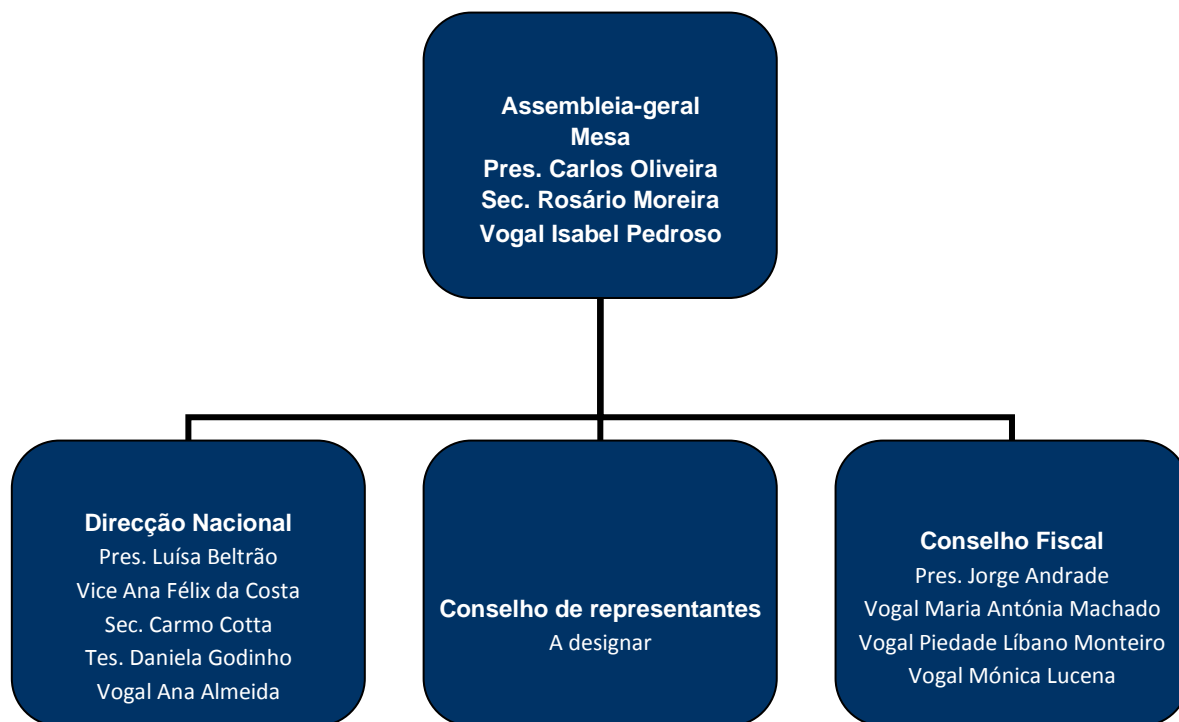 Assembleia-geral
Mesa
Pres. Carlos Oliveira
Sec. Rosário Moreira
Vogal Isabel Pedroso
Direcção Nacional
Pres. Luísa Beltrão
Vice Ana Félix da Costa
Sec. Carmo Cotta
Tes. Daniela Godinho
Vogal Ana Almeida
Conselho de representantes
A designar
Conselho Fiscal
Pres. Jorge Andrade
Vogal Maria Antónia Machado
Vogal Piedade Líbano Monteiro
Vogal Mónica Lucena